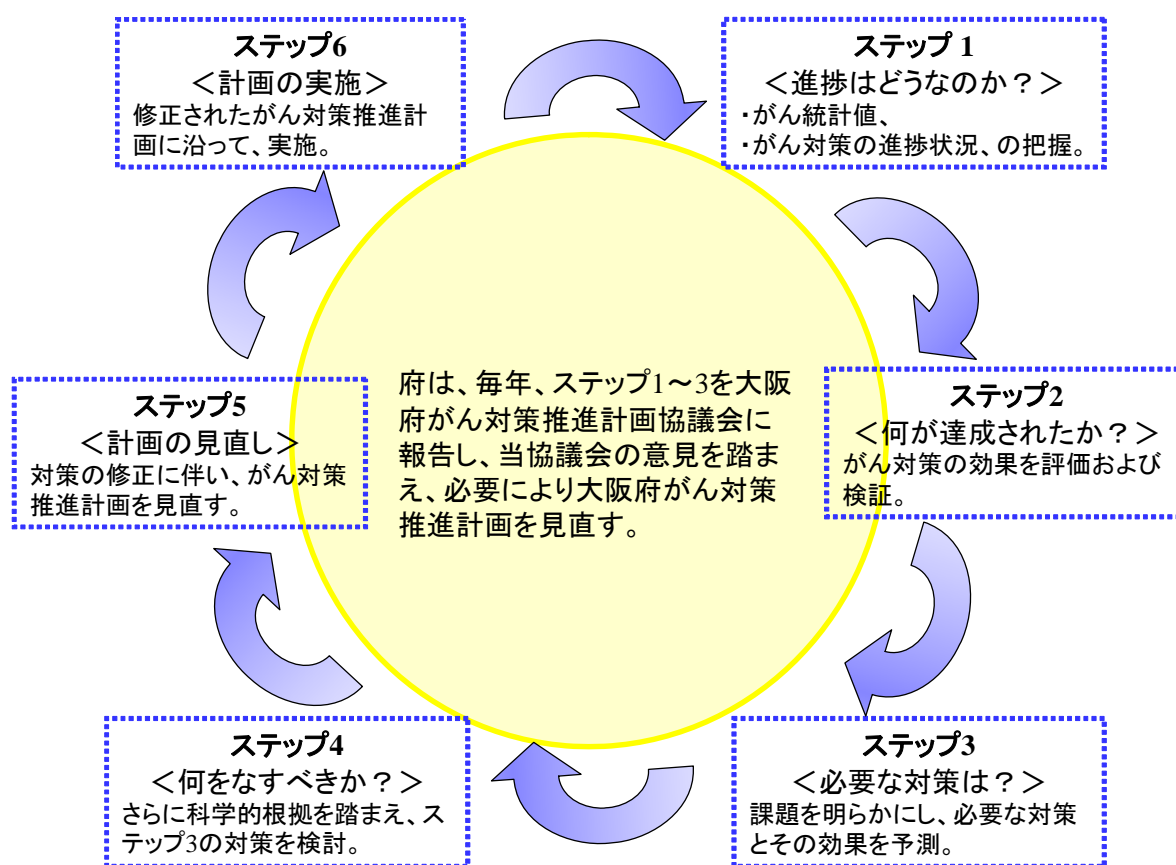 ステップ6
＜計画の実施＞
修正されたがん対策推進計
画に沿って、実施。
ステップ 1
＜進捗はどうなのか？＞
・がん統計値、
・がん対策の進捗状況、の把握。
ステップ2
＜何が達成されたか？＞
がん対策の効果を評価および
検証。
ステップ3
＜必要な対策は？＞
課題を明らかにし、必要な対策
とその効果を予測。
ステップ4
＜何をなすべきか？＞
さらに科学的根拠を踏まえ、ス
テップ3の対策を検討。
ステップ5
＜計画の見直し＞
対策の修正に伴い、がん対策
推進計画を見直す。
府は、毎年、ステップ1～3を大阪
府がん対策推進計画協議会に
報告し、当協議会の意見を踏ま
え、必要により大阪府がん対策
推進計画を見直す。